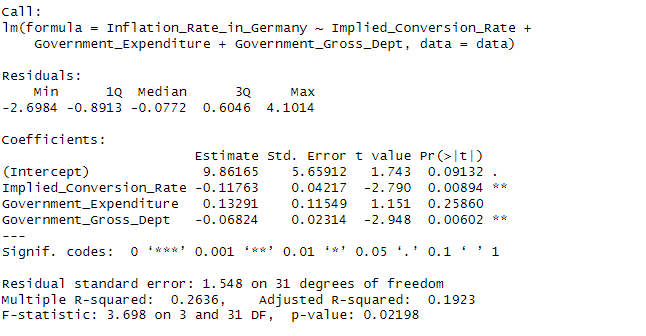 Call:
lm(formula = Inflation_Rate_in_Germany ~ Implied_Conversion_Rate +
    Government_Expenditure + Government_Gross_Dept, data = data)

Residuals:
    Min      1Q  Median      3Q     Max
-2.6984 -0.8913 -0.0772  0.6046  4.1014

Coefficients:
                        Estimate Std. Error t value Pr(>|t|)
(Intercept)              9.86165    5.65912   1.743  0.09132 .
Implied_Conversion_Rate -0.11763    0.04217  -2.790  0.00894 **
Government_Expenditure   0.13291    0.11549   1.151  0.25860
Government_Gross_Dept   -0.06824    0.02314  -2.948  0.00602 **
---
Signif. codes:  0 ‘***’ 0.001 ‘**’ 0.01 ‘*’ 0.05 ‘.’ 0.1 ‘ ’ 1

Residual standard error: 1.548 on 31 degrees of freedom
Multiple R-squared:  0.2636,    Adjusted R-squared:  0.1923
F-statistic: 3.698 on 3 and 31 DF,  p-value: 0.02198